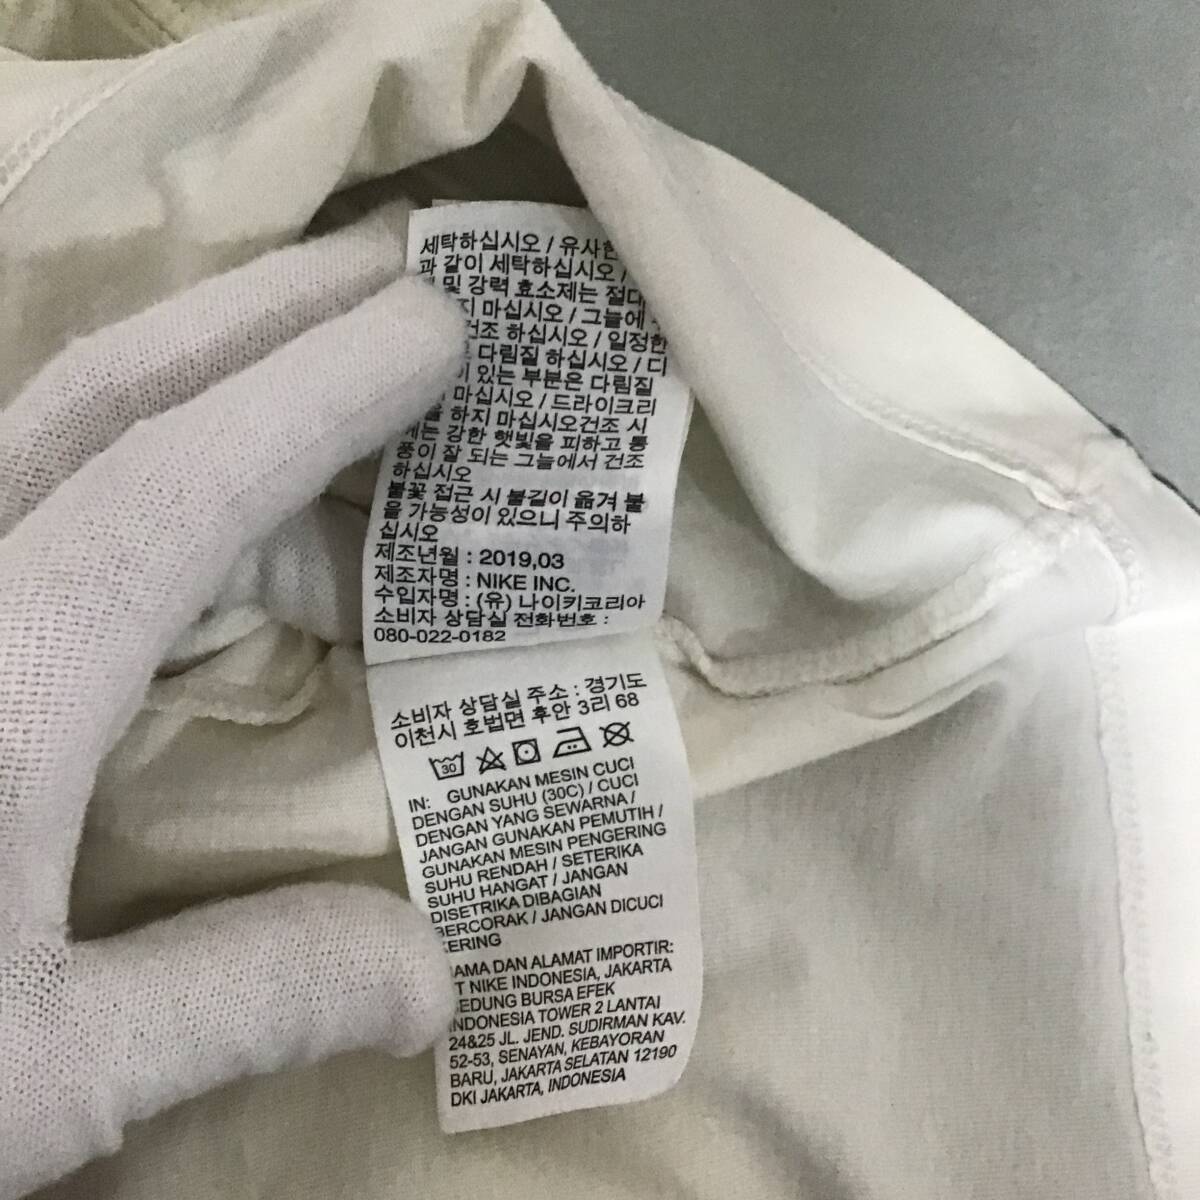 세탁하십시오 / 유사한
과 같이 세탁하십시오 /
및 강력 효소제는 절대
지 마십시오 / 그늘에
건조 하십시오 / 일정한
다림질 하십시오 / 디
이 있는 부분은 다림질
마십시오 / 드라이크리
을 하지 마십시오건조 시
에는 강한 햇빛을 피하고 통
풍이 잘 되는 그늘에서 건조
하십시오
불꽃 접근 시 불길이 옮겨 붙
을 가능성이 있으니 주의하
십시오
제조년월 : 2019,03
제조자명 : NIKE INC.
수입자명 : (유) 나이키코리아
소비자 상담실 전화번호 :
080-022-0182
소비자 상담실 주소 : 경기도
이천시 호법면 후안 3리 68
30
IN: GUNAKAN MESIN CUCI
DENGAN SUHU (30C) / CUCI
DENGAN YANG SEWARNA /
JANGAN GUNAKAN PEMUTIH /
GUNAKAN MESIN PENGERING
SUHU RENDAH / SETERIKA
SUHU HANGAT / JANGAN
DISETRIKA DIBAGIAN
BERCORAK / JANGAN DICUCI
KERING
NAMA DAN ALAMAT IMPORTIR:
PT NIKE INDONESIA, JAKARTA
GEDUNG BURSA EFEK
INDONESIA TOWER 2 LANTAI
24&25 JL. JEND. SUDIRMAN KAV.
52-53, SENAYAN, KEBAYORAN
BARU, JAKARTA SELATAN 12190
DKI JAKARTA, INDONESIA